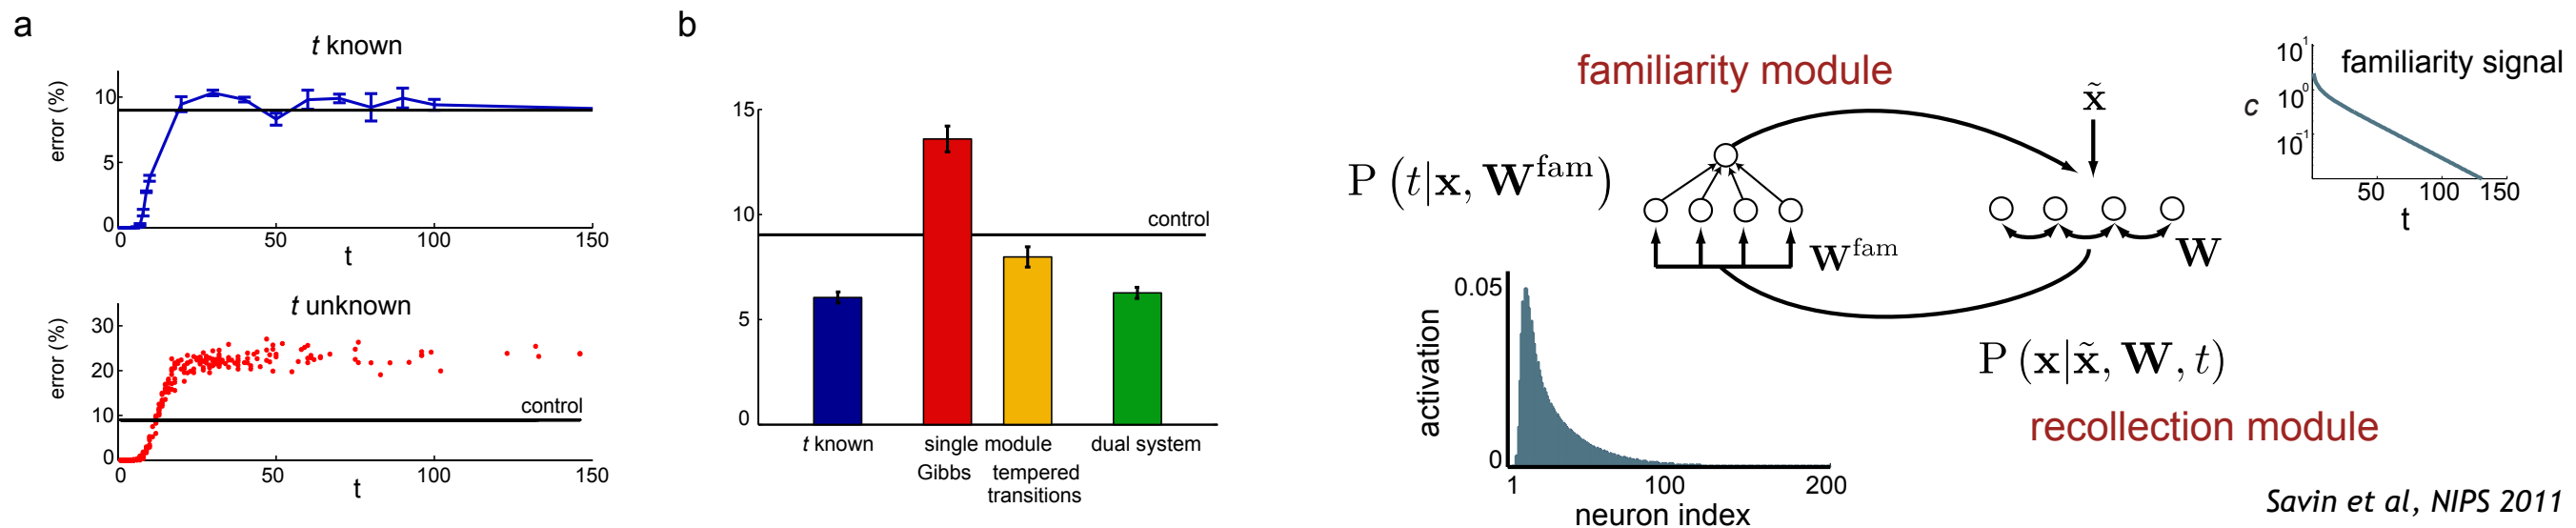 a
t known
error (%)
10
5
0
0 50 100 150
t
t unknown
error (%)
30
20
10
0
control
0 50 100 150
t
b
15
10
5
0
control
t known
single module
dual system
Gibbs
tempered
transitions
familiarity module
P (t|x, W^fam)
W^fam
x̃
W
P (x|x̃, W, t)
recollection module
familiarity signal
c
10^1
10^0
10^-1
50 100 150
t
activation
0.05
0
1 100 200
neuron index
Savin et al, NIPS 2011